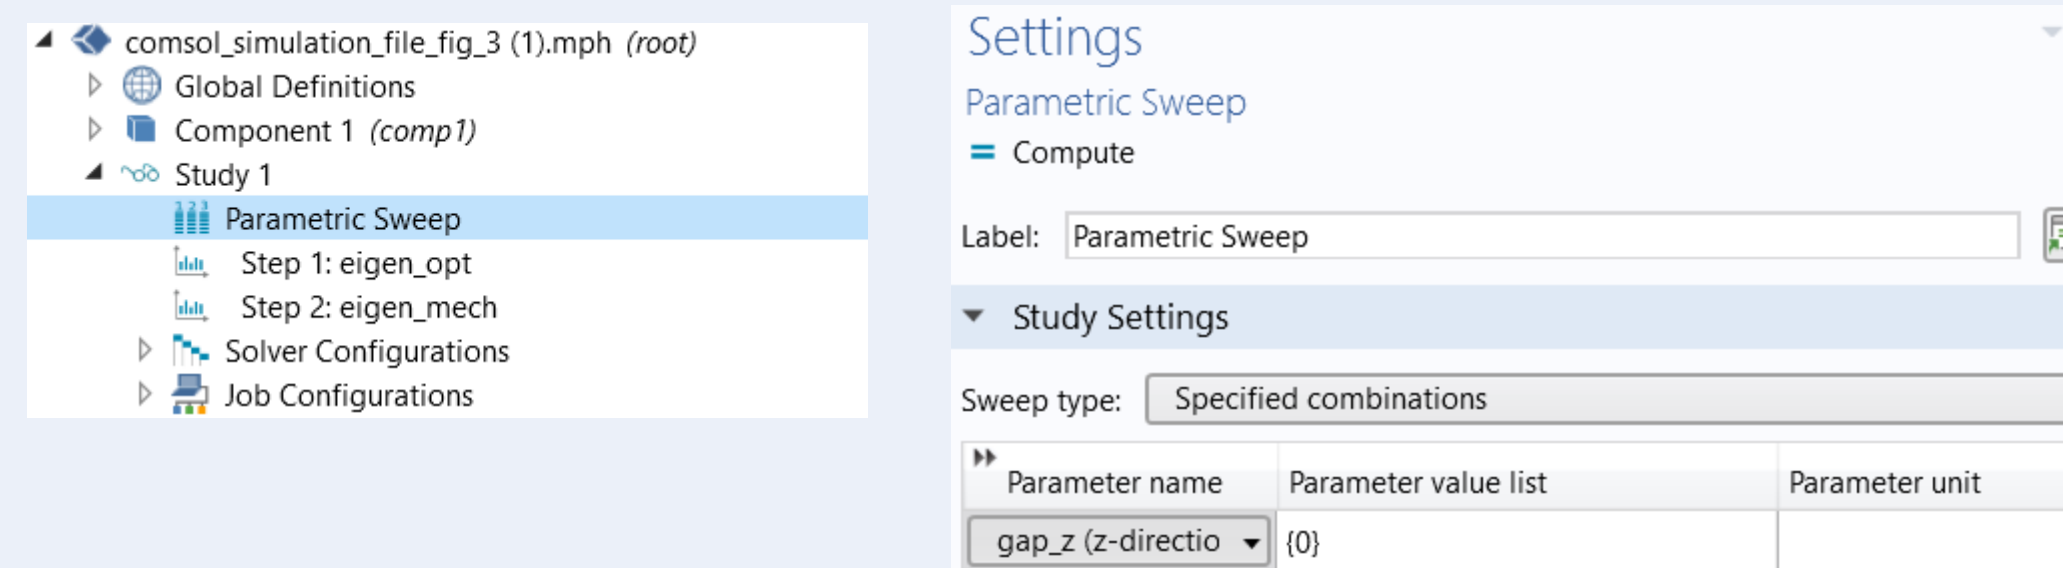 comsol_simulation_file_fig_3 (1).mph (root)
Global Definitions
Component 1 (comp1)
Study 1
Parametric Sweep
Step 1: eigen_opt
Step 2: eigen_mech
Solver Configurations
Job Configurations
Settings
Parametric Sweep
= Compute
Label: Parametric Sweep
Study Settings
Sweep type: Specified combinations
Parameter name Parameter value list Parameter unit
gap_z (z-directio {0}